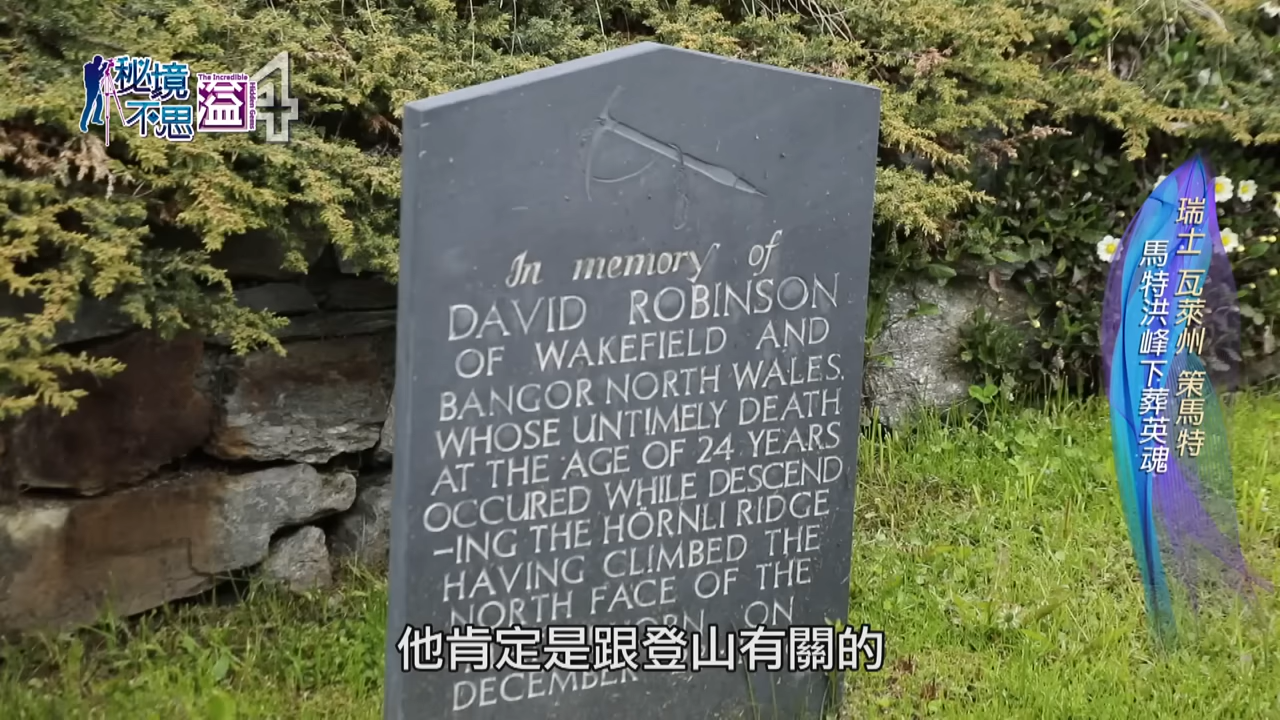 秘境
不思
溢
The Incredible
4
In memory of
DAVID ROBINSON
OF WAKEFIELD AND
BANGOR NORTH WALES.
WHOSE UNTIMELY DEATH
AT THE AGE OF 24 YEARS
OCCURED WHILE DESCEND
-ING THE HÖRNLI RIDGE
HAVING CLIMBED THE
NORTH FACE OF THE
ON
DECEMBER
瑞士 瓦萊州 策馬特
馬特洪峰下葬英魂
他肯定是跟登山有關的